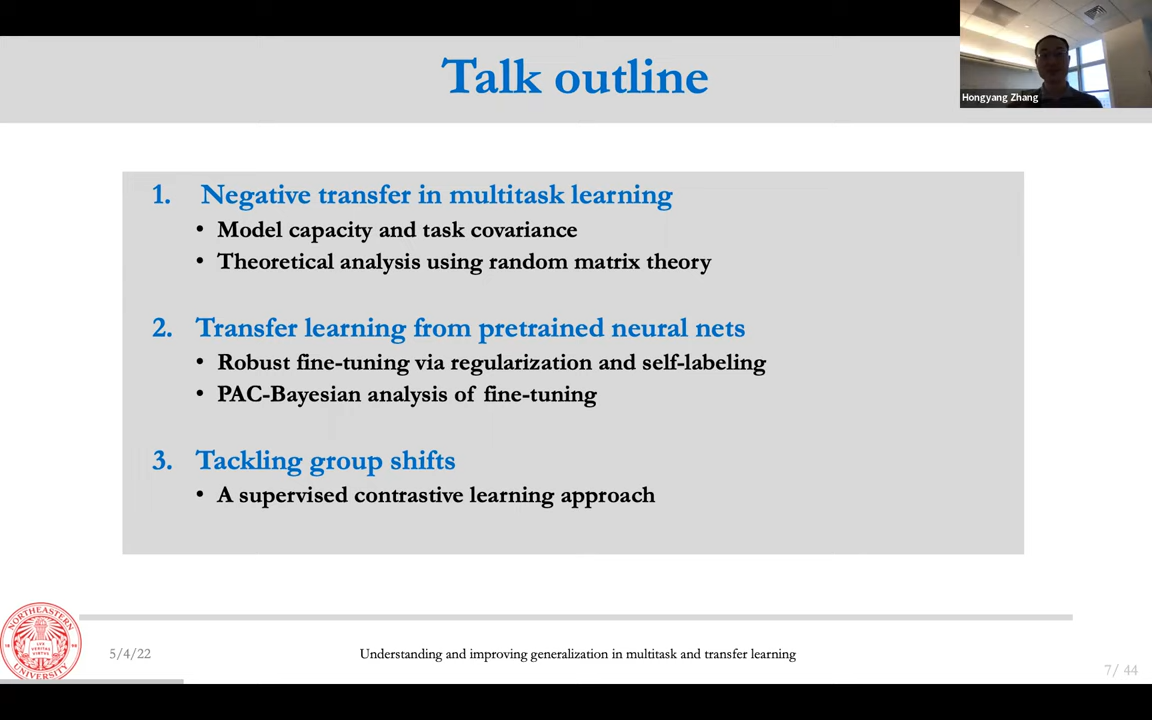 Talk outline
Hongyang Zhang
1. Negative transfer in multitask learning
• Model capacity and task covariance
• Theoretical analysis using random matrix theory
2. Transfer learning from pretrained neural nets
• Robust fine-tuning via regularization and self-labeling
• PAC-Bayesian analysis of fine-tuning
3. Tackling group shifts
• A supervised contrastive learning approach
NORTHEASTERN
UNIVERSITY
5/4/22
Understanding and improving generalization in multitask and transfer learning
7/ 44